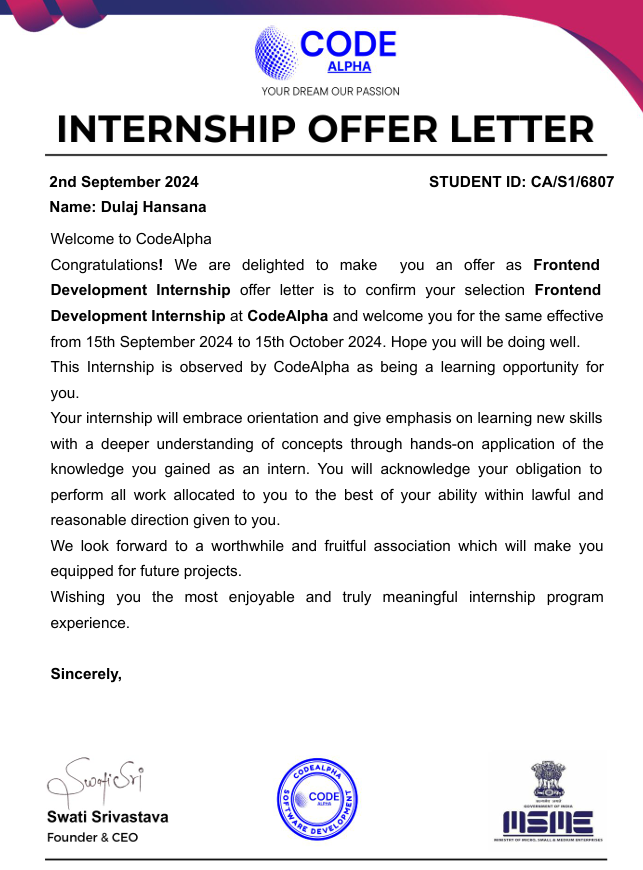 CODE
ALPHA
YOUR DREAM OUR PASSION
INTERNSHIP OFFER LETTER
2nd September 2024 STUDENT ID: CA/S1/6807
Name: Dulaj Hansana
Welcome to CodeAlpha
Congratulations! We are delighted to make you an offer as Frontend
Development Internship offer letter is to confirm your selection Frontend
Development Internship at CodeAlpha and welcome you for the same effective
from 15th September 2024 to 15th October 2024. Hope you will be doing well.
This Internship is observed by CodeAlpha as being a learning opportunity for
you.
Your internship will embrace orientation and give emphasis on learning new skills
with a deeper understanding of concepts through hands-on application of the
knowledge you gained as an intern. You will acknowledge your obligation to
perform all work allocated to you to the best of your ability within lawful and
reasonable direction given to you.
We look forward to a worthwhile and fruitful association which will make you
equipped for future projects.
Wishing you the most enjoyable and truly meaningful internship program
experience.
Sincerely,
Swati Sri
Swati Srivastava
Founder & CEO
CODEALPHA
CODE
ALPHA
SOFTWARE DEVELOPMENT
सत्यमेव जयते
GOVERNMENT OF INDIA
MSME
MINISTRY OF MICRO, SMALL & MEDIUM ENTERPRISES